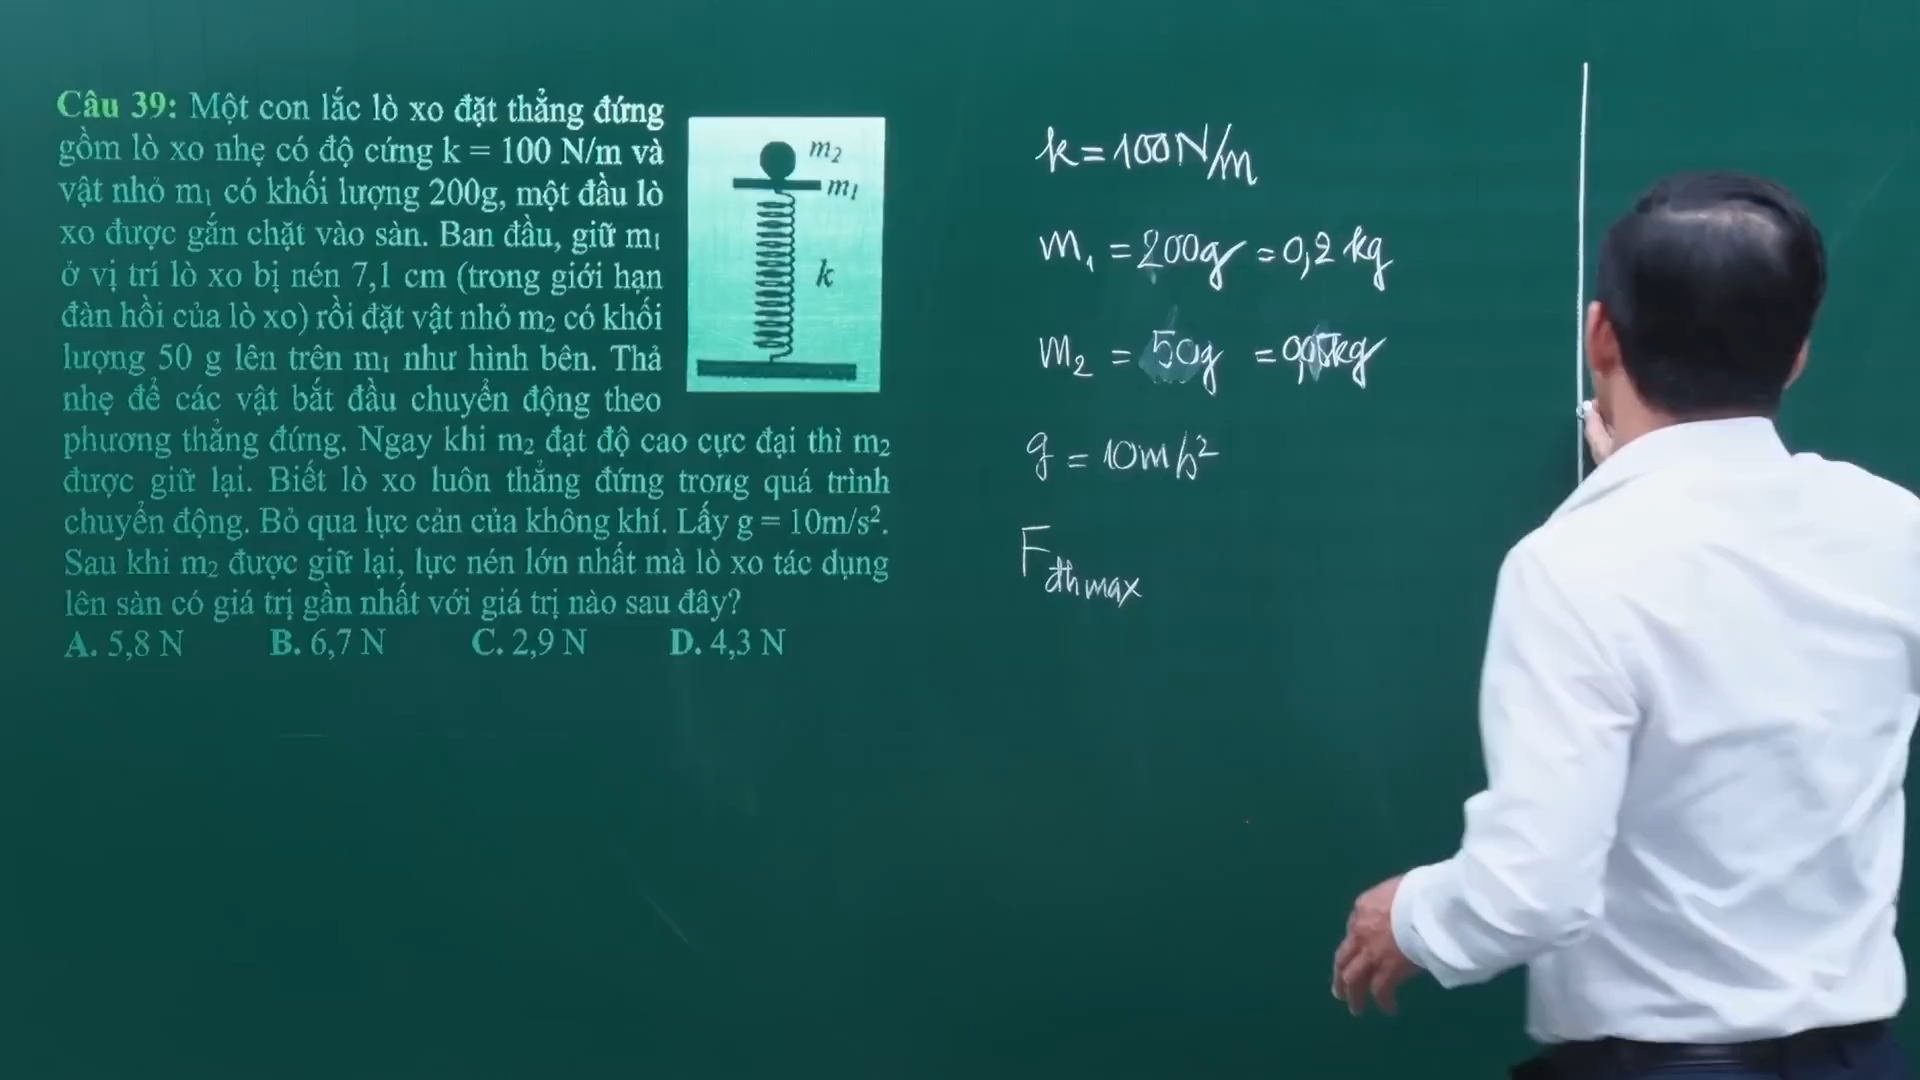 Câu 39: Một con lắc lò xo đặt thẳng đứng
gồm lò xo nhẹ có độ cứng k = 100 N/m và
vật nhỏ m₁ có khối lượng 200g, một đầu lò
xo được gắn chặt vào sàn. Ban đầu, giữ m₁
ở vị trí lò xo bị nén 7,1 cm (trong giới hạn
đàn hồi của lò xo) rồi đặt vật nhỏ m₂ có khối
lượng 50 g lên trên m₁ như hình bên. Thả
nhẹ để các vật bắt đầu chuyển động theo
phương thẳng đứng. Ngay khi m₂ đạt độ cao cực đại thì m₂
được giữ lại. Biết lò xo luôn thẳng đứng trong quá trình
chuyển động. Bỏ qua lực cản của không khí. Lấy g = 10m/s².
Sau khi m₂ được giữ lại, lực nén lớn nhất mà lò xo tác dụng
lên sàn có giá trị gần nhất với giá trị nào sau đây?
A. 5,8 N B. 6,7 N C. 2,9 N D. 4,3 N
m₂
m₁
k
k = 100N/m
m₁ = 200g = 0,2 kg
m₂ = 50g = 0,05kg
g = 10m/s²
Fđhmax